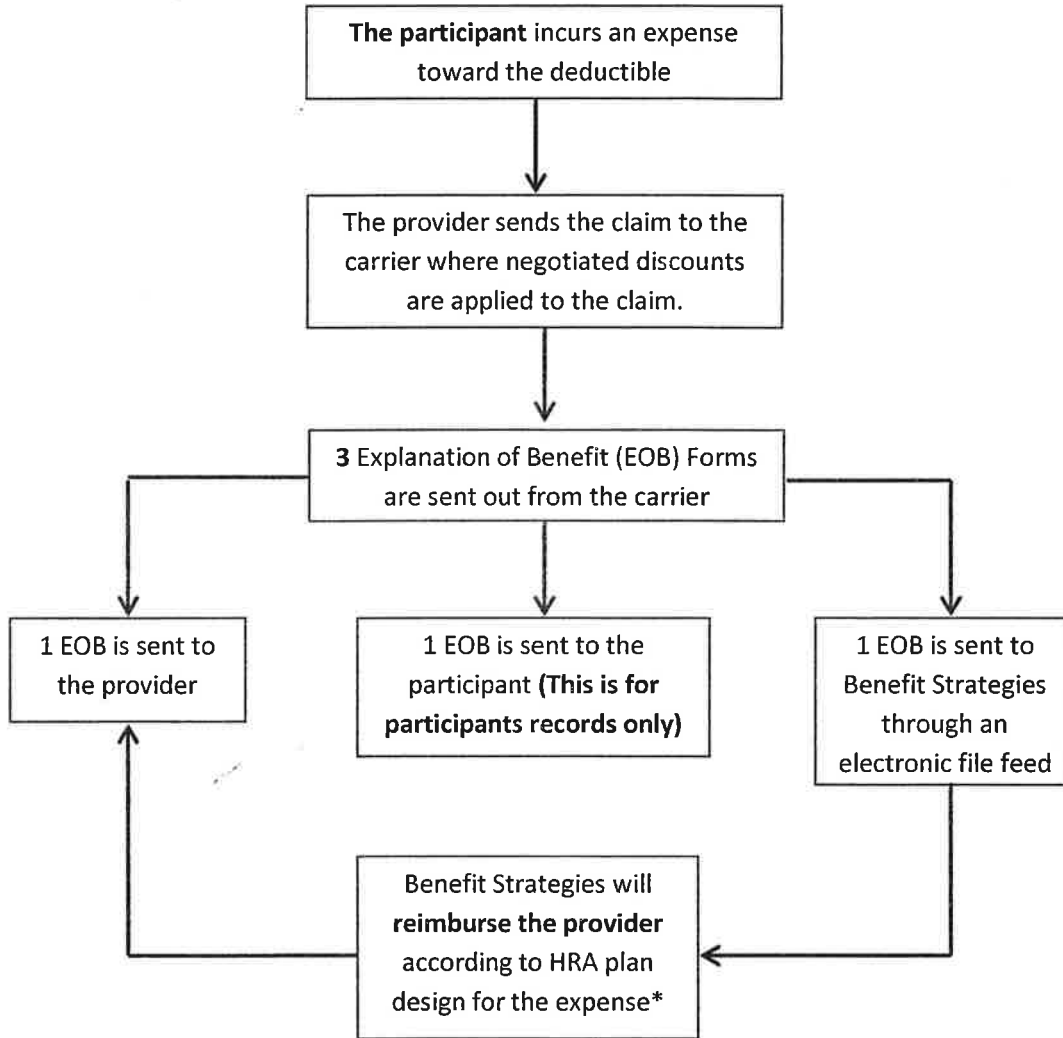 The participant incurs an expense
toward the deductible
The provider sends the claim to the
carrier where negotiated discounts
are applied to the claim.
3 Explanation of Benefit (EOB) Forms
are sent out from the carrier
1 EOB is sent to
the provider
1 EOB is sent to the
participant (This is for
participants records only)
1 EOB is sent to
Benefit Strategies
through an
electronic file feed
Benefit Strategies will
reimburse the provider
according to HRA plan
design for the expense*